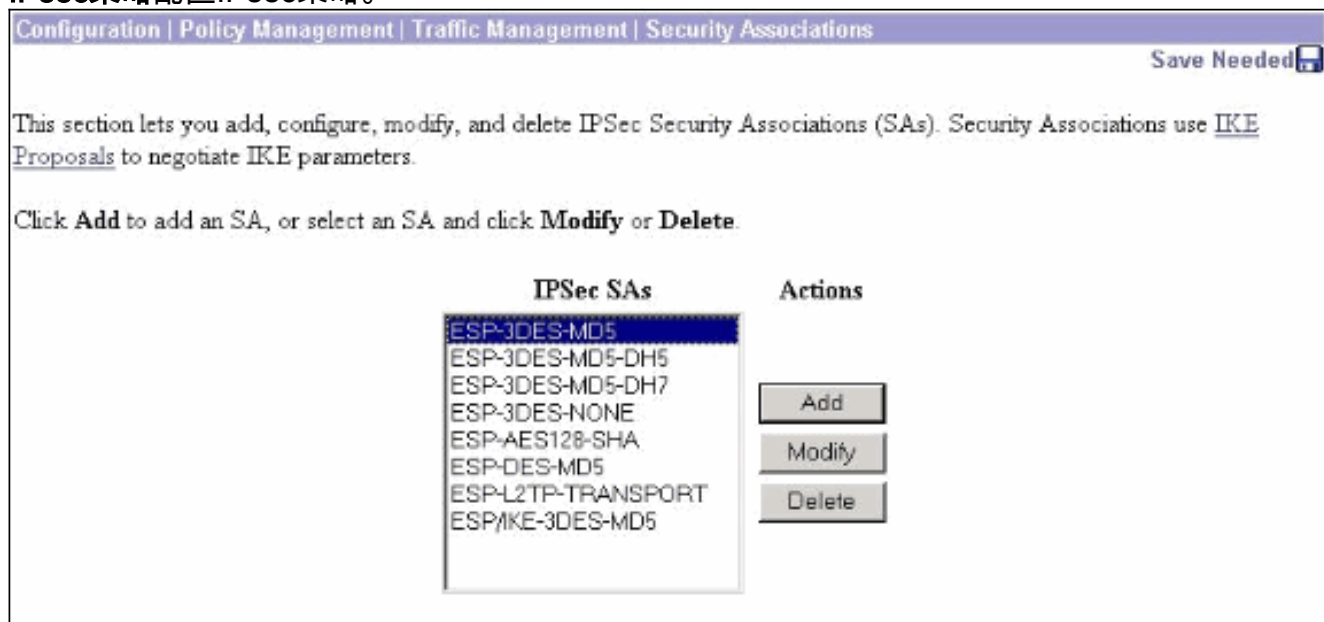 Configuration | Policy Management | Traffic Management | Security Associations
Save Needed
This section lets you add, configure, modify, and delete IPSec Security Associations (SAs). Security Associations use IKE
Proposals to negotiate IKE parameters.
Click Add to add an SA, or select an SA and click Modify or Delete.
IPSec SAs
Actions
ESP-3DES-MD5
ESP-3DES-MD5-DH5
ESP-3DES-MD5-DH7
ESP-3DES-NONE
ESP-AES128-SHA
ESP-DES-MD5
ESP-L2TP-TRANSPORT
ESP/IKE-3DES-MD5
Add
Modify
Delete